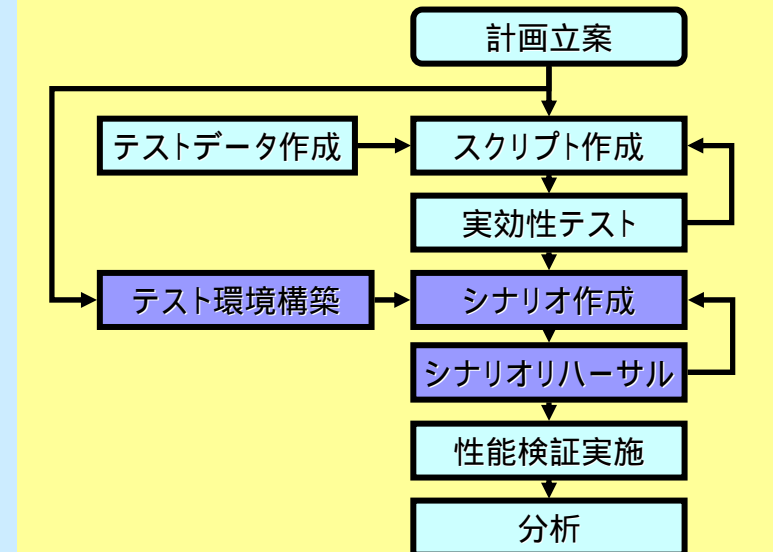 計画立案
テストデータ作成
スクリプト作成
実効性テスト
テスト環境構築
シナリオ作成
シナリオリハーサル
性能検証実施
分析